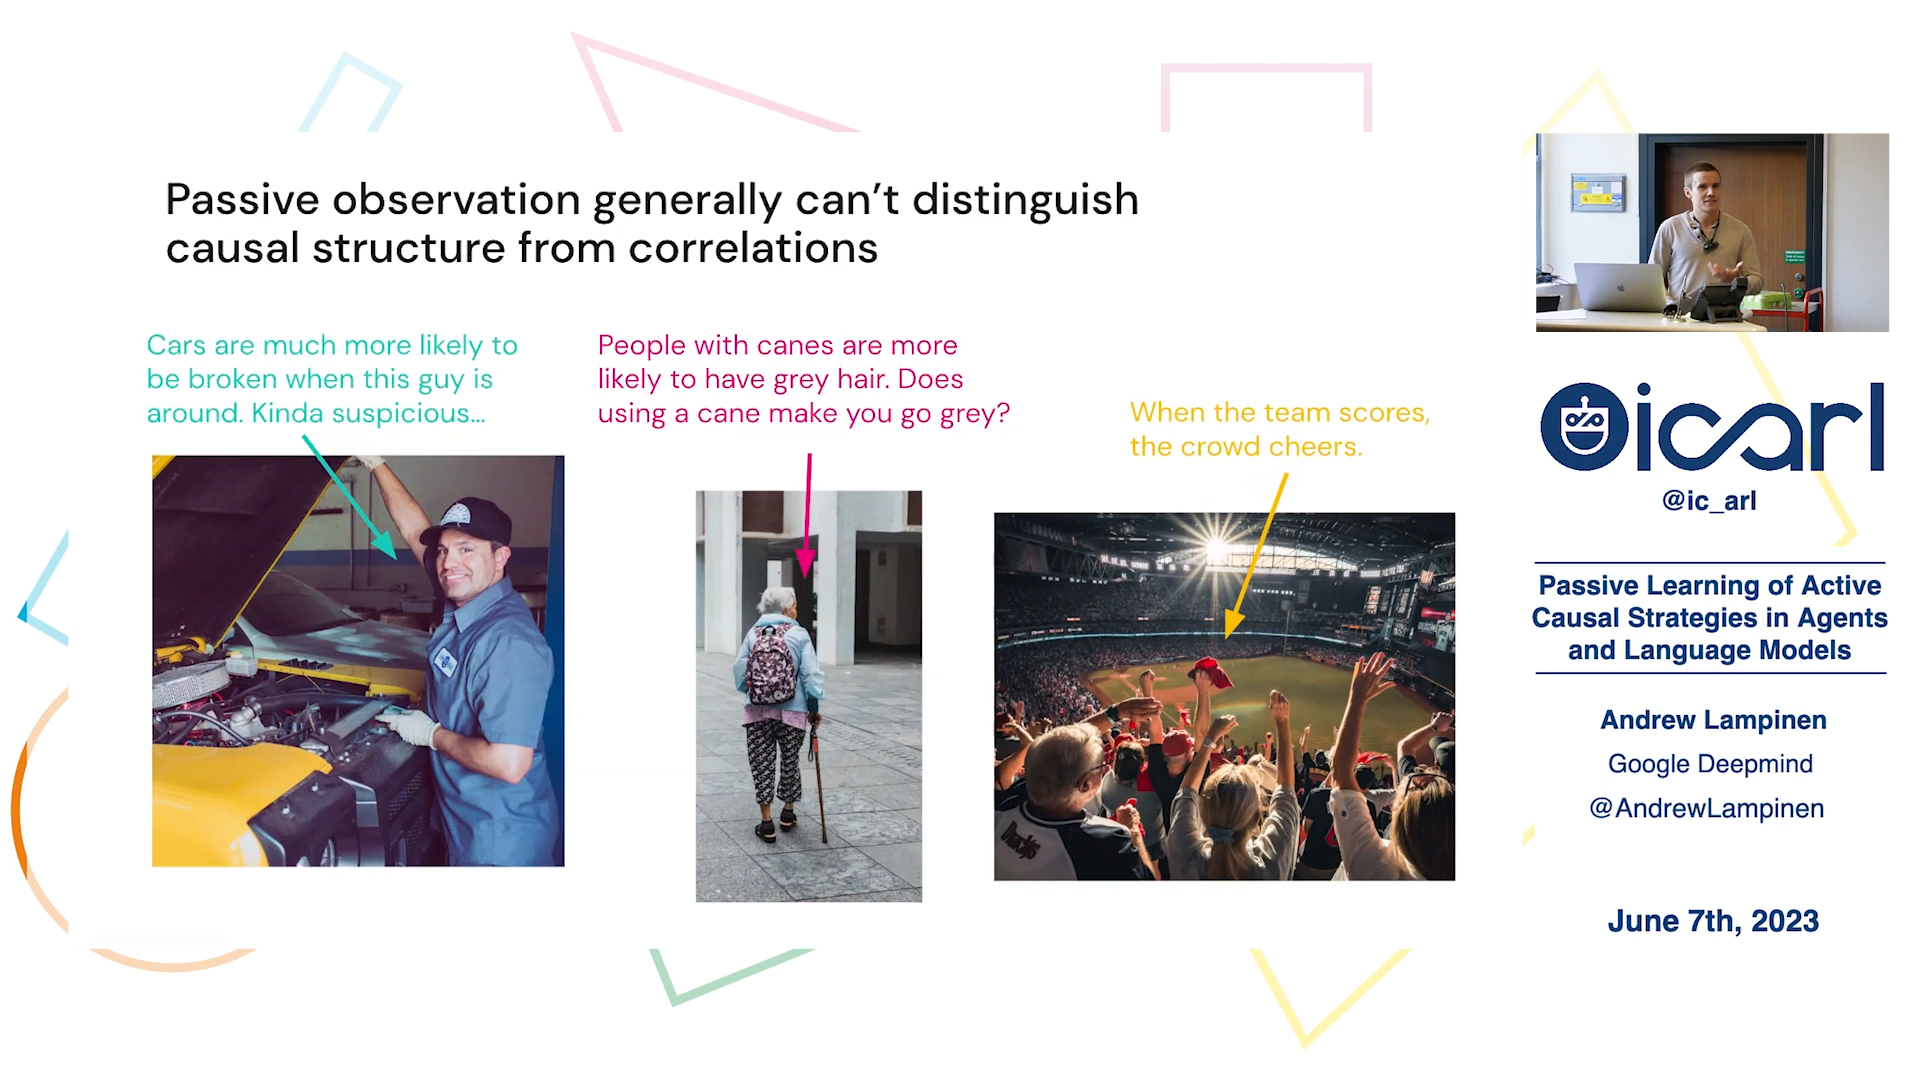 Passive observation generally can't distinguish
causal structure from correlations
Cars are much more likely to
be broken when this guy is
around. Kinda suspicious...
People with canes are more
likely to have grey hair. Does
using a cane make you go grey?
When the team scores,
the crowd cheers.
icarl
@ic_arl
Passive Learning of Active
Causal Strategies in Agents
and Language Models
Andrew Lampinen
Google Deepmind
@AndrewLampinen
June 7th, 2023